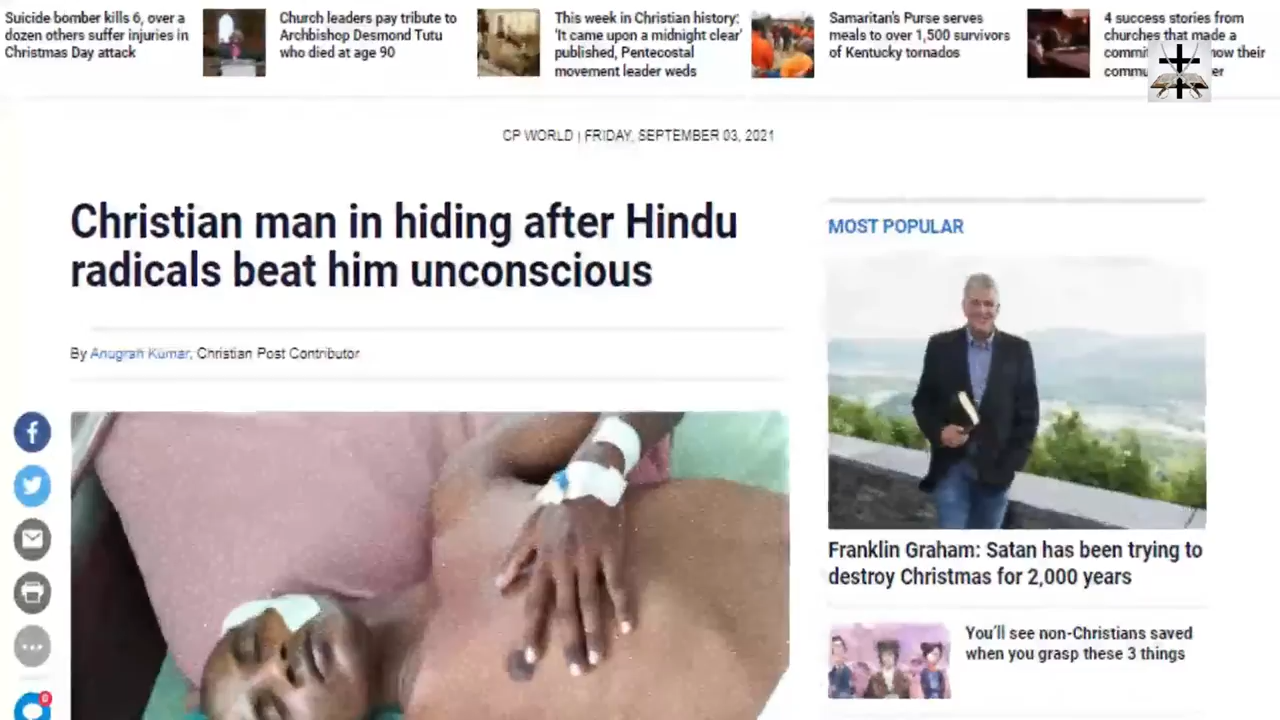 Suicide bomber kills 6, over a
dozen others suffer injuries in
Christmas Day attack
Church leaders pay tribute to
Archbishop Desmond Tutu
who died at age 90
This week in Christian history:
'It came upon a midnight clear'
published, Pentecostal
movement leader weds
Samaritan's Purse serves
meals to over 1,500 survivors
of Kentucky tornados
4 success stories from
churches that made a
their
CP WORLD | FRIDAY, SEPTEMBER 03, 2021
Christian man in hiding after Hindu
radicals beat him unconscious
By Anugrah Kumar, Christian Post Contributor
MOST POPULAR
Franklin Graham: Satan has been trying to
destroy Christmas for 2,000 years
You'll see non-Christians saved
when you grasp these 3 things
0